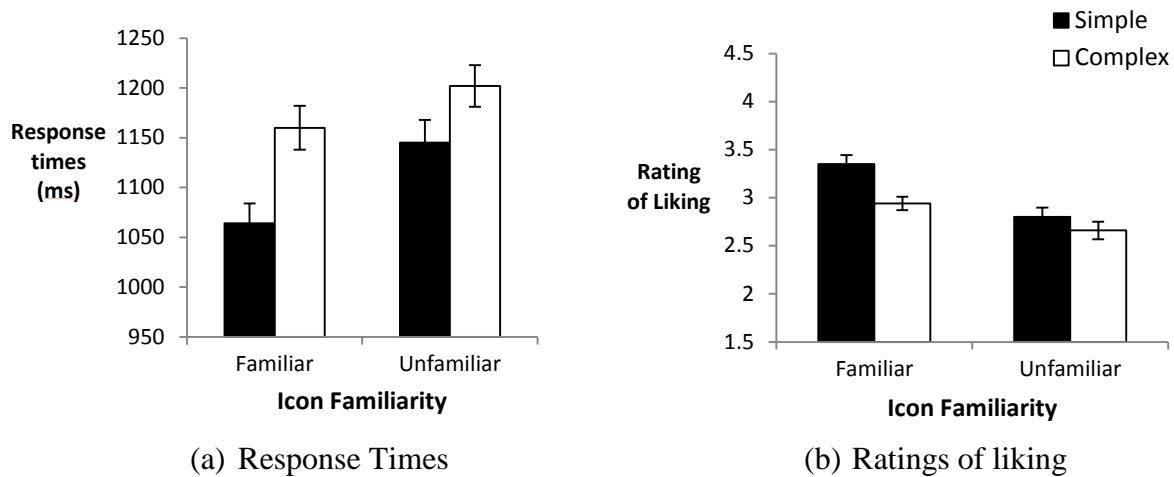 1250
1200
1150
1100
1050
1000
950
Response
times
(ms)
Familiar
Unfamiliar
Icon Familiarity
(a) Response Times
Simple
Complex
4.5
4
3.5
3
2.5
2
1.5
Rating
of Liking
Familiar
Unfamiliar
Icon Familiarity
(b) Ratings of liking